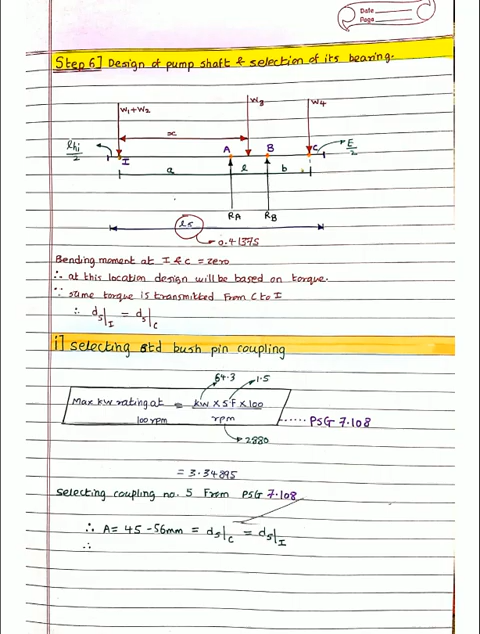 Date
Page
Step 6] Design of pump shaft & selection of its bearing.
W1+W2 W3 W4
x
lhi/2 I A B C E/2
a l b
RA RB
ls
0.41375
Bending moment at I & C = zero
∴ at this location design will be based on torque.
∵ same torque is transmitted from C to I
∴ ds|I = ds|C
i] selecting std bush pin coupling
64.3 1.5
Max kW rating at 100 rpm = kW X SF X 100 / rpm ...... PSG 7.108
2880
= 3.34895
Selecting coupling no. 5 From PSG 7.108
∴ A = 45 - 56mm = ds|C = ds|I
∴